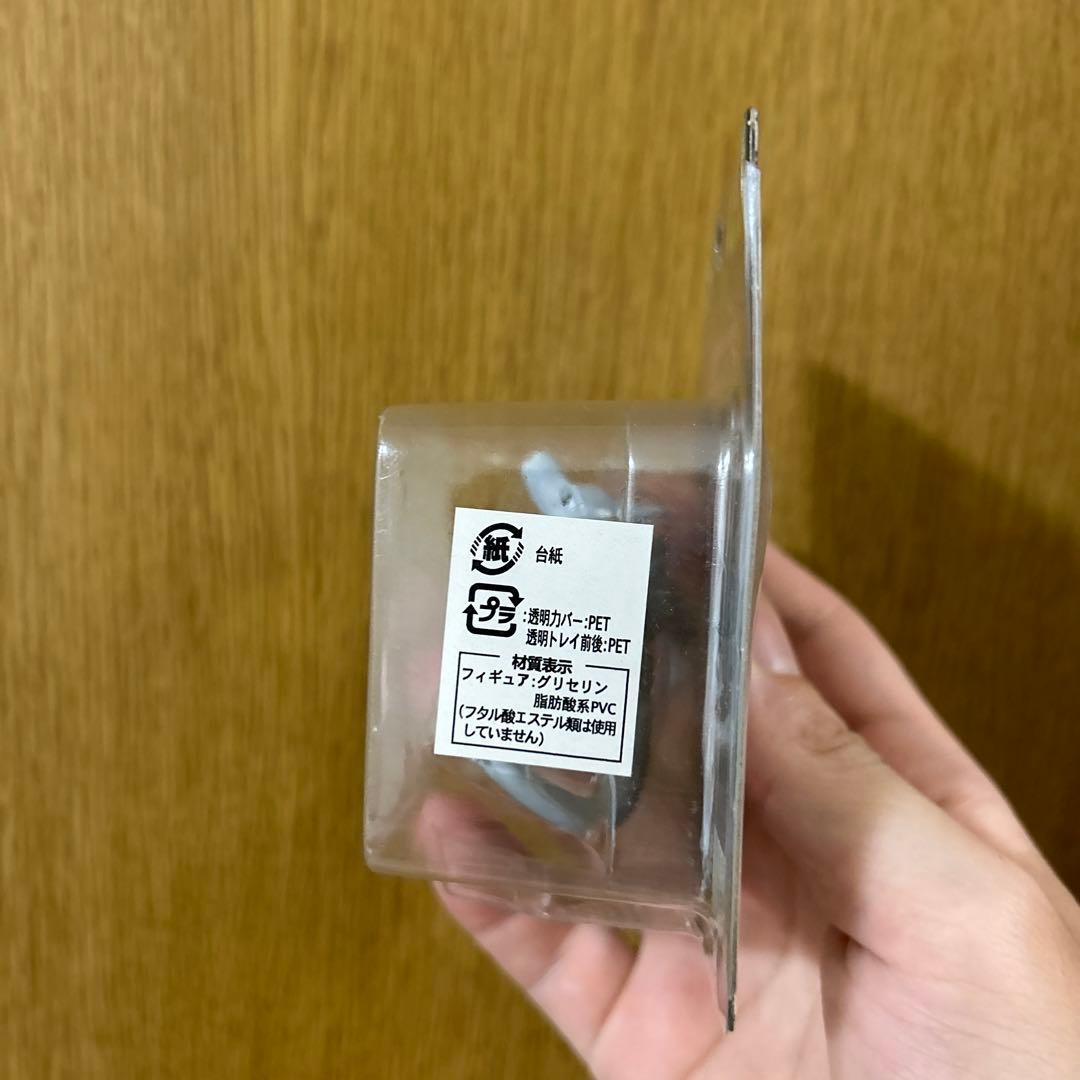 紙 台紙
プラ :透明カバー:PET
透明トレイ前後:PET
材質表示
フィギュア:グリセリン
脂肪酸系PVC
(フタル酸エステル類は使用
していません)